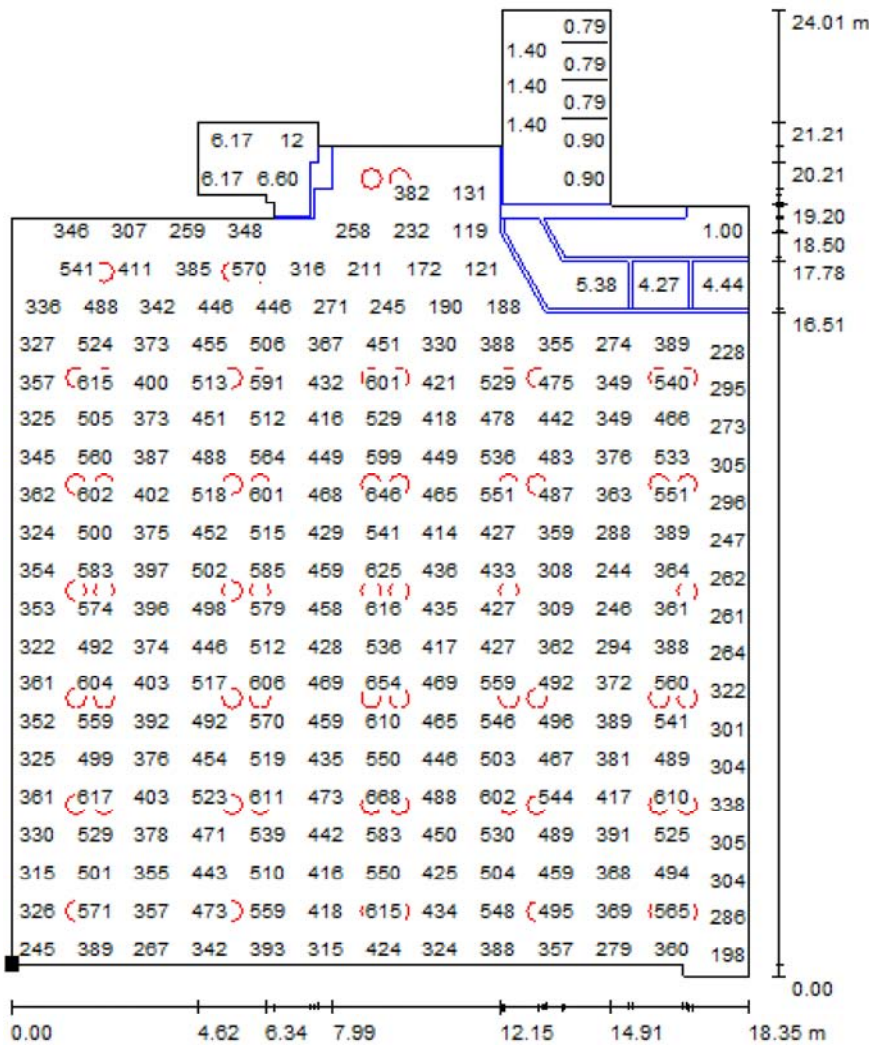 0.79 24.01 m
1.40
0.79
1.40
0.79
1.40
6.17 12 0.90 21.21
6.17 6.60 0.90 20.21
382 131
19.20
346 307 259 348 258 232 119 1.00
18.50
541 411 385 570 316 211 172 121 17.78
5.38 4.27 4.44
336 488 342 446 446 271 245 190 188
16.51
327 524 373 455 506 367 451 330 388 355 274 389 228
357 615 400 513 591 432 601 421 529 475 349 540 295
325 505 373 451 512 416 529 418 478 442 349 466 273
345 560 387 488 564 449 599 449 536 483 376 533 305
362 602 402 518 601 468 646 465 551 487 363 551 296
324 500 375 452 515 429 541 414 427 359 288 389 247
354 583 397 502 585 459 625 436 433 308 244 364 262
353 574 396 498 579 458 616 435 427 309 246 361 261
322 492 374 446 512 428 536 417 427 362 294 388 264
361 604 403 517 606 469 654 469 559 492 372 560 322
352 559 392 492 570 459 610 465 546 496 389 541 301
325 499 376 454 519 435 550 446 503 467 381 489 304
361 617 403 523 611 473 668 488 602 544 417 610 338
330 529 378 471 539 442 583 450 530 489 391 525 305
315 501 355 443 510 416 550 425 504 459 368 494 304
326 571 357 473 559 418 615 434 548 495 369 565 286
245 389 267 342 393 315 424 324 388 357 279 360 198
0.00
0.00 4.62 6.34 7.99 12.15 14.91 18.35 m